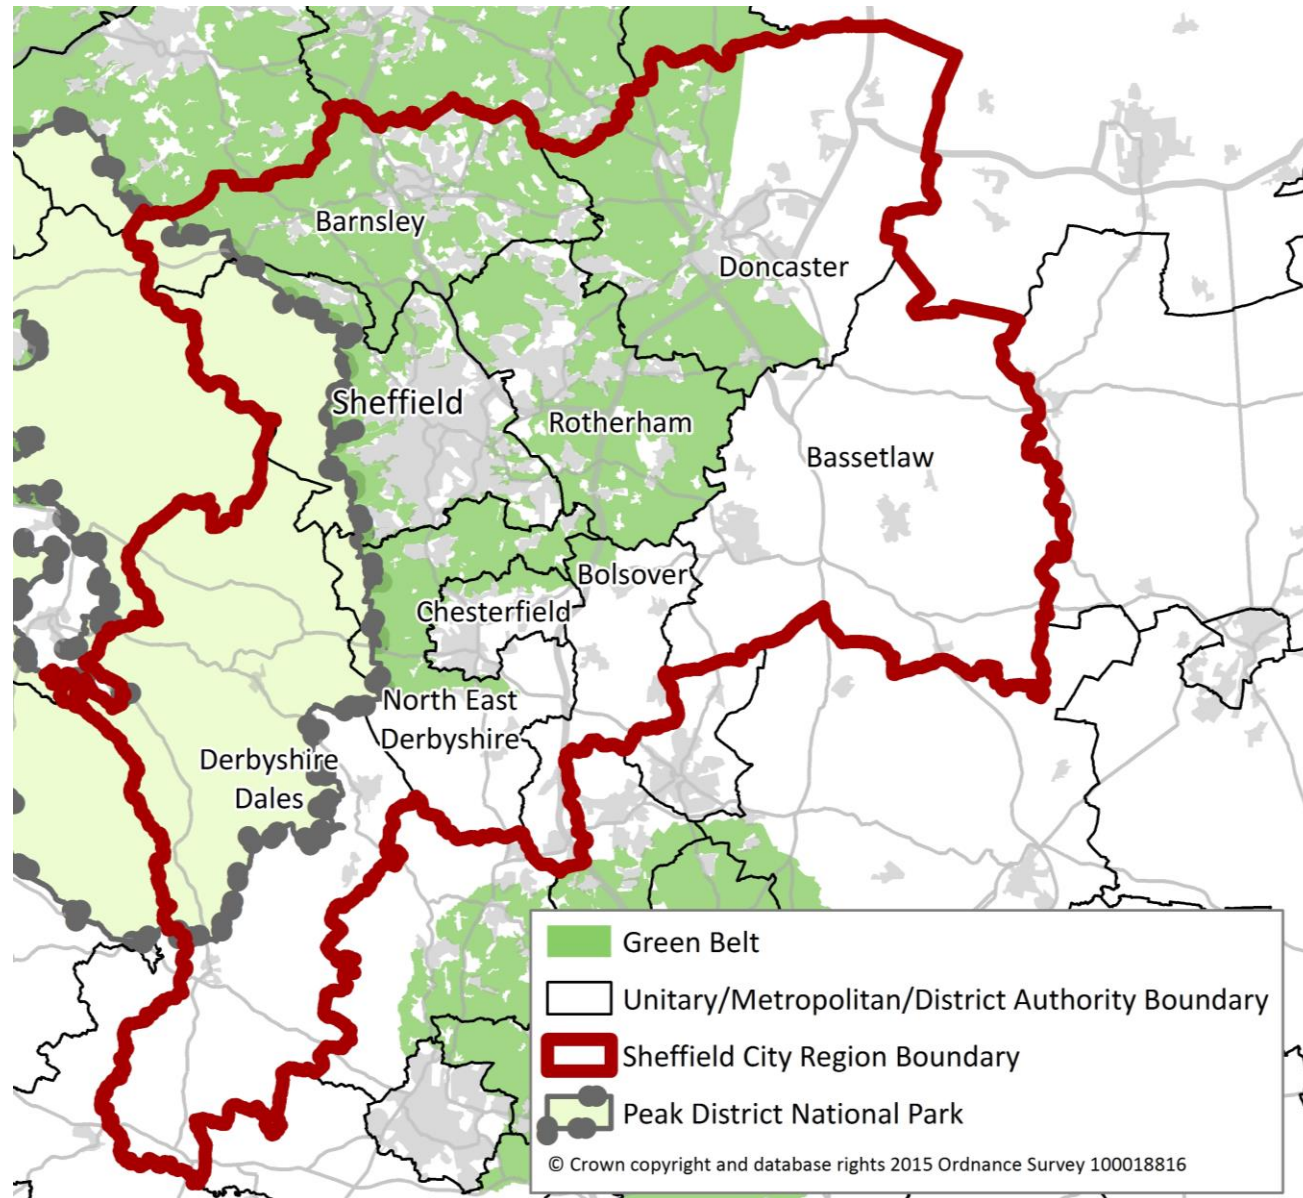 Barnsley
Doncaster
Sheffield
Rotherham
Bassetlaw
Bolsover
Chesterfield
North East
Derbyshire
Derbyshire
Dales
Green Belt
Unitary/Metropolitan/District Authority Boundary
Sheffield City Region Boundary
Peak District National Park
© Crown copyright and database rights 2015 Ordnance Survey 100018816